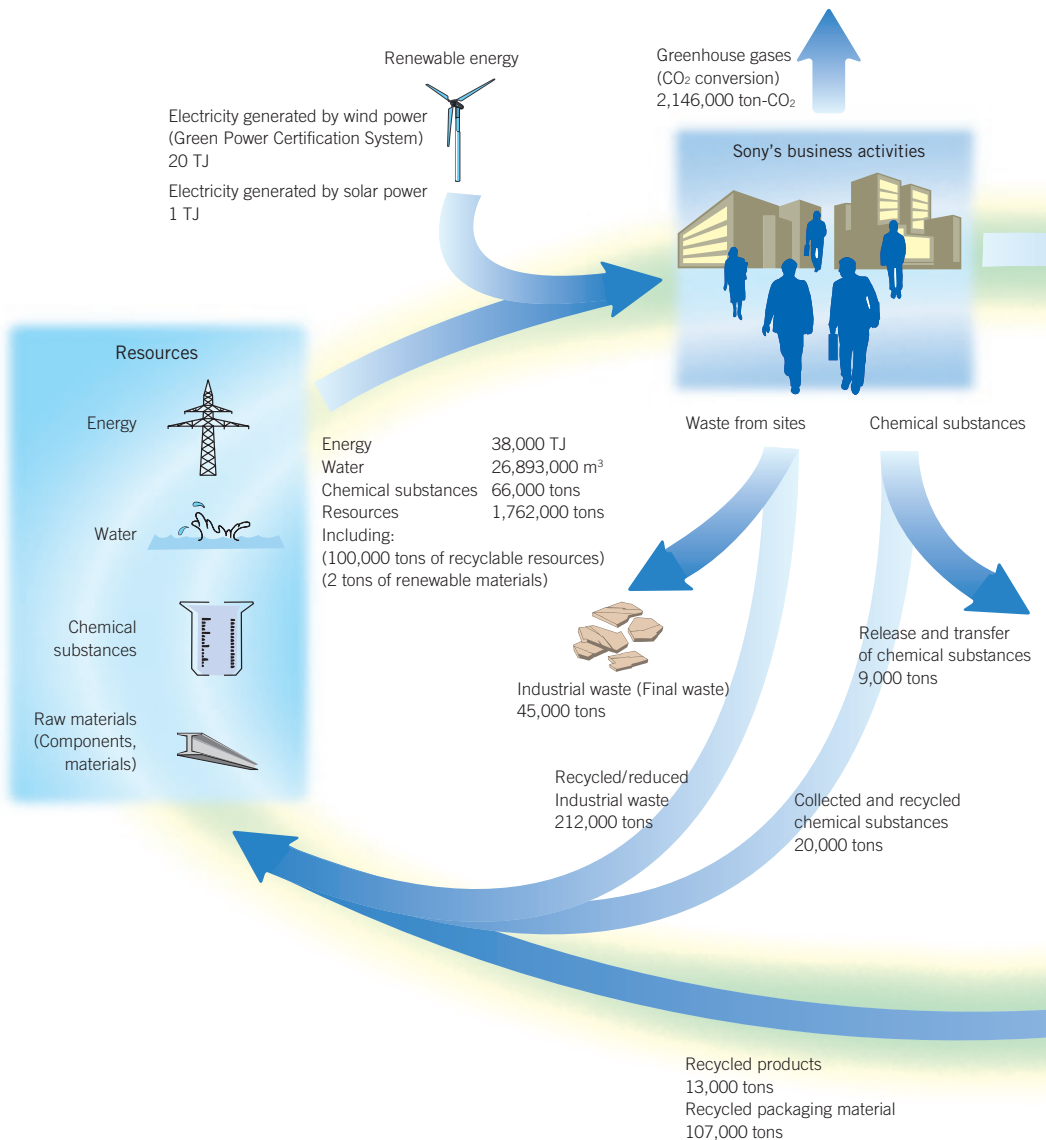 Renewable energy
Electricity generated by wind power
(Green Power Certification System)
20 TJ
Electricity generated by solar power
1 TJ
Greenhouse gases
(CO₂ conversion)
2,146,000 ton-CO₂
Sony's business activities
Resources
Energy
Water
Chemical
substances
Raw materials
(Components,
materials)
Energy 38,000 TJ
Water 26,893,000 m³
Chemical substances 66,000 tons
Resources 1,762,000 tons
Including:
(100,000 tons of recyclable resources)
(2 tons of renewable materials)
Waste from sites
Chemical substances
Industrial waste (Final waste)
45,000 tons
Release and transfer
of chemical substances
9,000 tons
Recycled/reduced
Industrial waste
212,000 tons
Collected and recycled
chemical substances
20,000 tons
Recycled products
13,000 tons
Recycled packaging material
107,000 tons